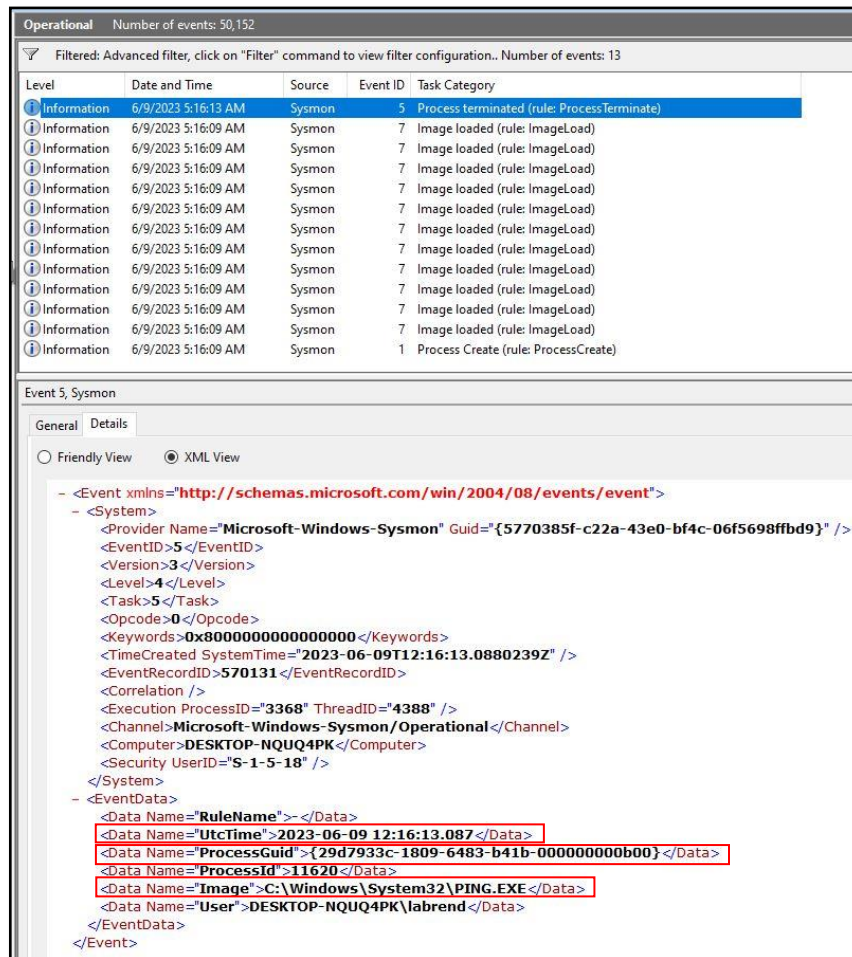 Operational Number of events: 50,152
Filtered: Advanced filter, click on "Filter" command to view filter configuration.. Number of events: 13
Level Date and Time Source Event ID Task Category
Information 6/9/2023 5:16:13 AM Sysmon 5 Process terminated (rule: ProcessTerminate)
Information 6/9/2023 5:16:09 AM Sysmon 7 Image loaded (rule: ImageLoad)
Information 6/9/2023 5:16:09 AM Sysmon 7 Image loaded (rule: ImageLoad)
Information 6/9/2023 5:16:09 AM Sysmon 7 Image loaded (rule: ImageLoad)
Information 6/9/2023 5:16:09 AM Sysmon 7 Image loaded (rule: ImageLoad)
Information 6/9/2023 5:16:09 AM Sysmon 7 Image loaded (rule: ImageLoad)
Information 6/9/2023 5:16:09 AM Sysmon 7 Image loaded (rule: ImageLoad)
Information 6/9/2023 5:16:09 AM Sysmon 7 Image loaded (rule: ImageLoad)
Information 6/9/2023 5:16:09 AM Sysmon 7 Image loaded (rule: ImageLoad)
Information 6/9/2023 5:16:09 AM Sysmon 7 Image loaded (rule: ImageLoad)
Information 6/9/2023 5:16:09 AM Sysmon 7 Image loaded (rule: ImageLoad)
Information 6/9/2023 5:16:09 AM Sysmon 7 Image loaded (rule: ImageLoad)
Information 6/9/2023 5:16:09 AM Sysmon 1 Process Create (rule: ProcessCreate)
Event 5, Sysmon
General Details
Friendly View XML View
- <Event xmlns="http://schemas.microsoft.com/win/2004/08/events/event">
- <System>
<Provider Name="Microsoft-Windows-Sysmon" Guid="{5770385f-c22a-43e0-bf4c-06f5698ffbd9}" />
<EventID>5</EventID>
<Version>3</Version>
<Level>4</Level>
<Task>5</Task>
<Opcode>0</Opcode>
<Keywords>0x8000000000000000</Keywords>
<TimeCreated SystemTime="2023-06-09T12:16:13.0880239Z" />
<EventRecordID>570131</EventRecordID>
<Correlation />
<Execution ProcessID="3368" ThreadID="4388" />
<Channel>Microsoft-Windows-Sysmon/Operational</Channel>
<Computer>DESKTOP-NQUQ4PK</Computer>
<Security UserID="S-1-5-18" />
</System>
- <EventData>
<Data Name="RuleName">-</Data>
<Data Name="UtcTime">2023-06-09 12:16:13.087</Data>
<Data Name="ProcessGuid">{29d7933c-1809-6483-b41b-000000000b00}</Data>
<Data Name="ProcessId">11620</Data>
<Data Name="Image">C:\Windows\System32\PING.EXE</Data>
<Data Name="User">DESKTOP-NQUQ4PK\labrend</Data>
</EventData>
</Event>